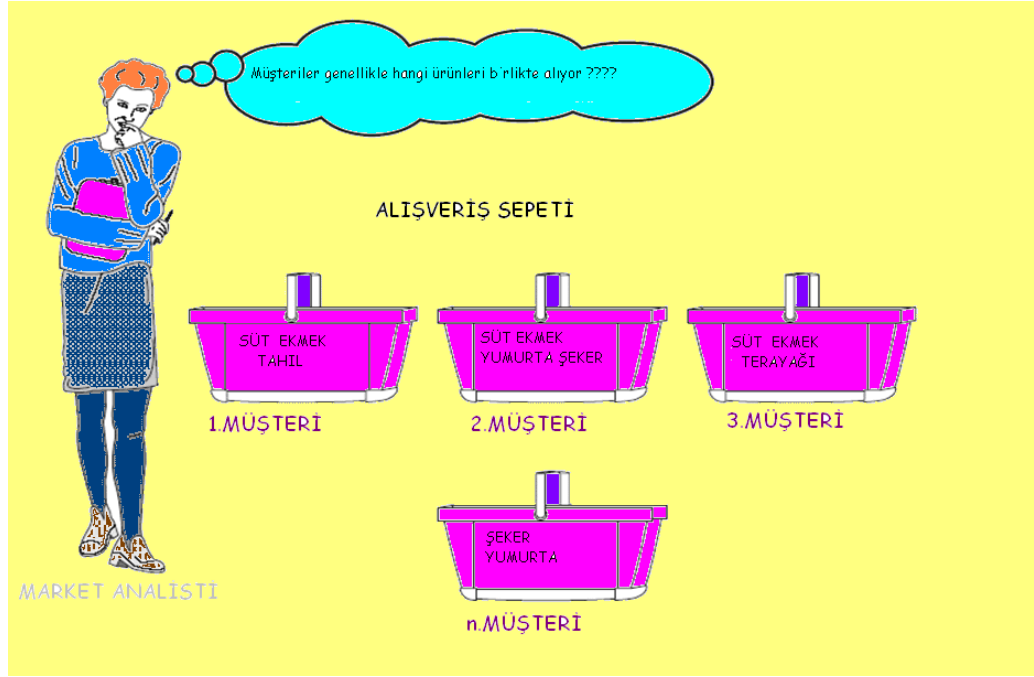 Müşteriler genellikle hangi ürünleri birlikte alıyor ????
ALIŞVERİŞ SEPETİ
SÜT EKMEK
TAHIL
1.MÜŞTERİ
SÜT EKMEK
YUMURTA ŞEKER
2.MÜŞTERİ
SÜT EKMEK
TERAYAĞI
3.MÜŞTERİ
ŞEKER
YUMURTA
n.MÜŞTERİ
MARKET ANALİSTİ